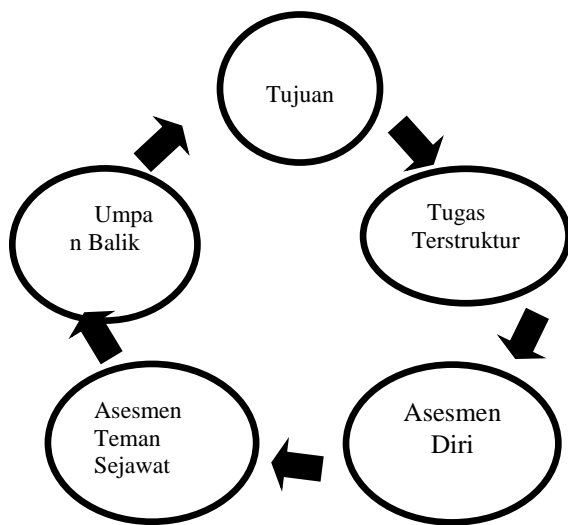 Tujuan
Tugas
Terstruktur
Asesmen
Diri
Asesmen
Teman
Sejawat
Umpa
n Balik